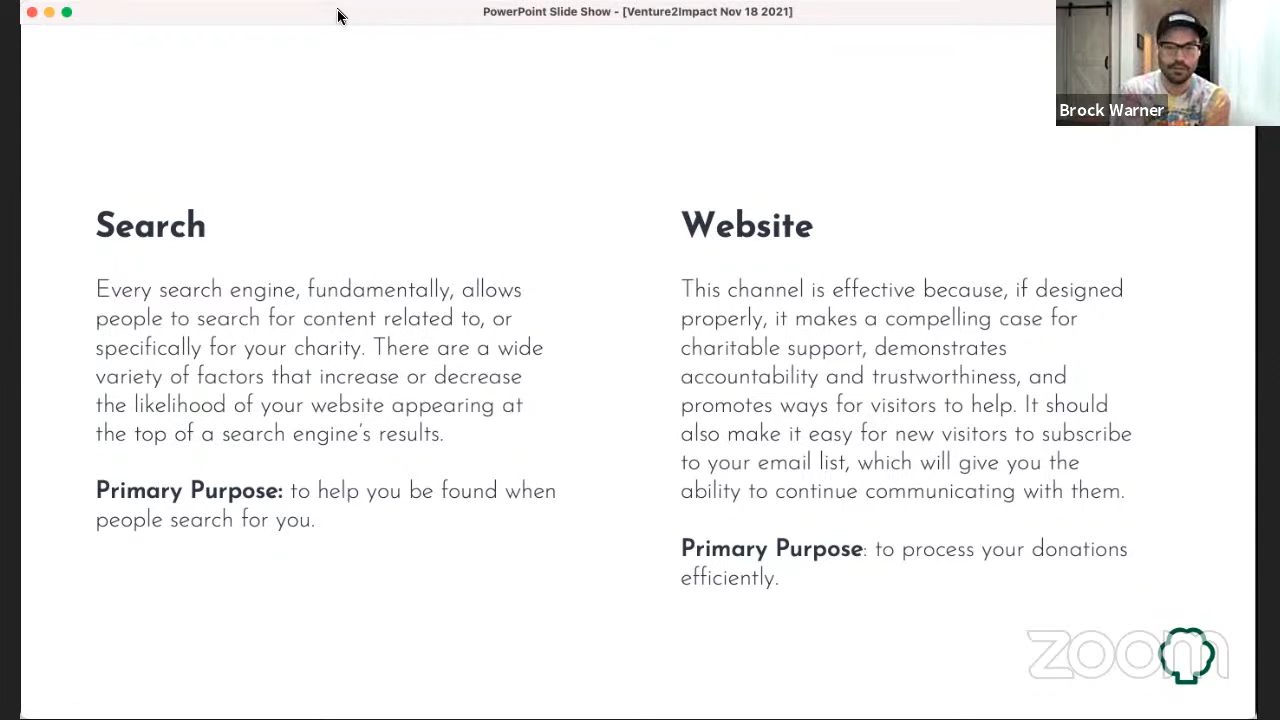 PowerPoint Slide Show - [Venture2Impact Nov 18 2021]
Brock Warner
Search
Every search engine, fundamentally, allows
people to search for content related to, or
specifically for your charity. There are a wide
variety of factors that increase or decrease
the likelihood of your website appearing at
the top of a search engine's results.
Primary Purpose: to help you be found when
people search for you.
Website
This channel is effective because, if designed
properly, it makes a compelling case for
charitable support, demonstrates
accountability and trustworthiness, and
promotes ways for visitors to help. It should
also make it easy for new visitors to subscribe
to your email list, which will give you the
ability to continue communicating with them.
Primary Purpose: to process your donations
efficiently.
zoom